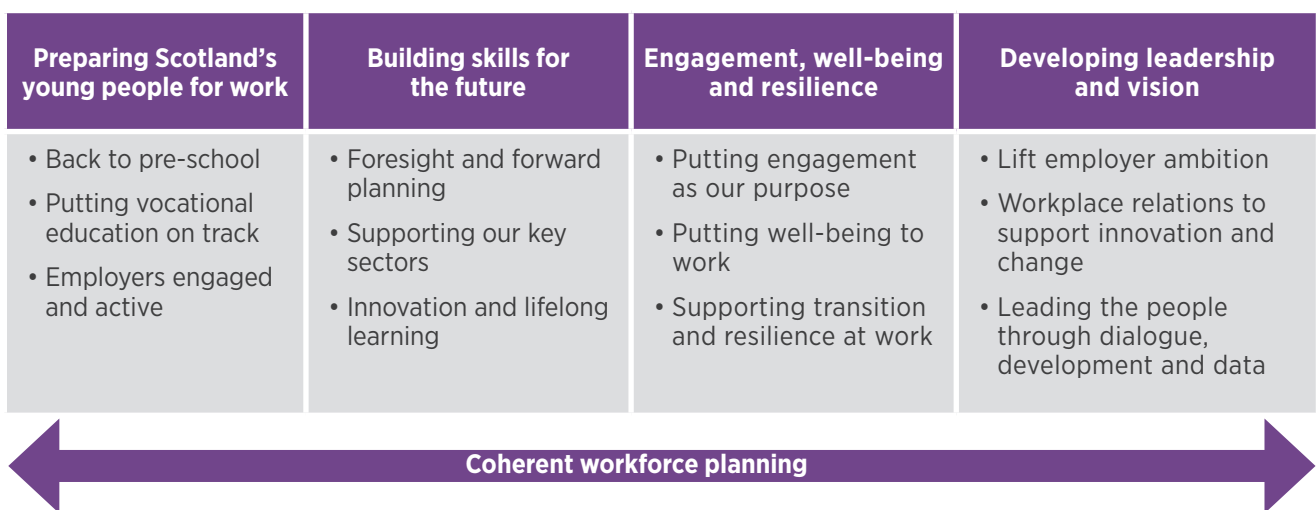 Preparing Scotland's
young people for work
Building skills for
the future
Engagement, well-being
and resilience
Developing leadership
and vision
• Back to pre-school
• Putting vocational
education on track
• Employers engaged
and active
• Foresight and forward
planning
• Supporting our key
sectors
• Innovation and lifelong
learning
• Putting engagement
as our purpose
• Putting well-being to
work
• Supporting transition
and resilience at work
• Lift employer ambition
• Workplace relations to
support innovation and
change
• Leading the people
through dialogue,
development and data
Coherent workforce planning